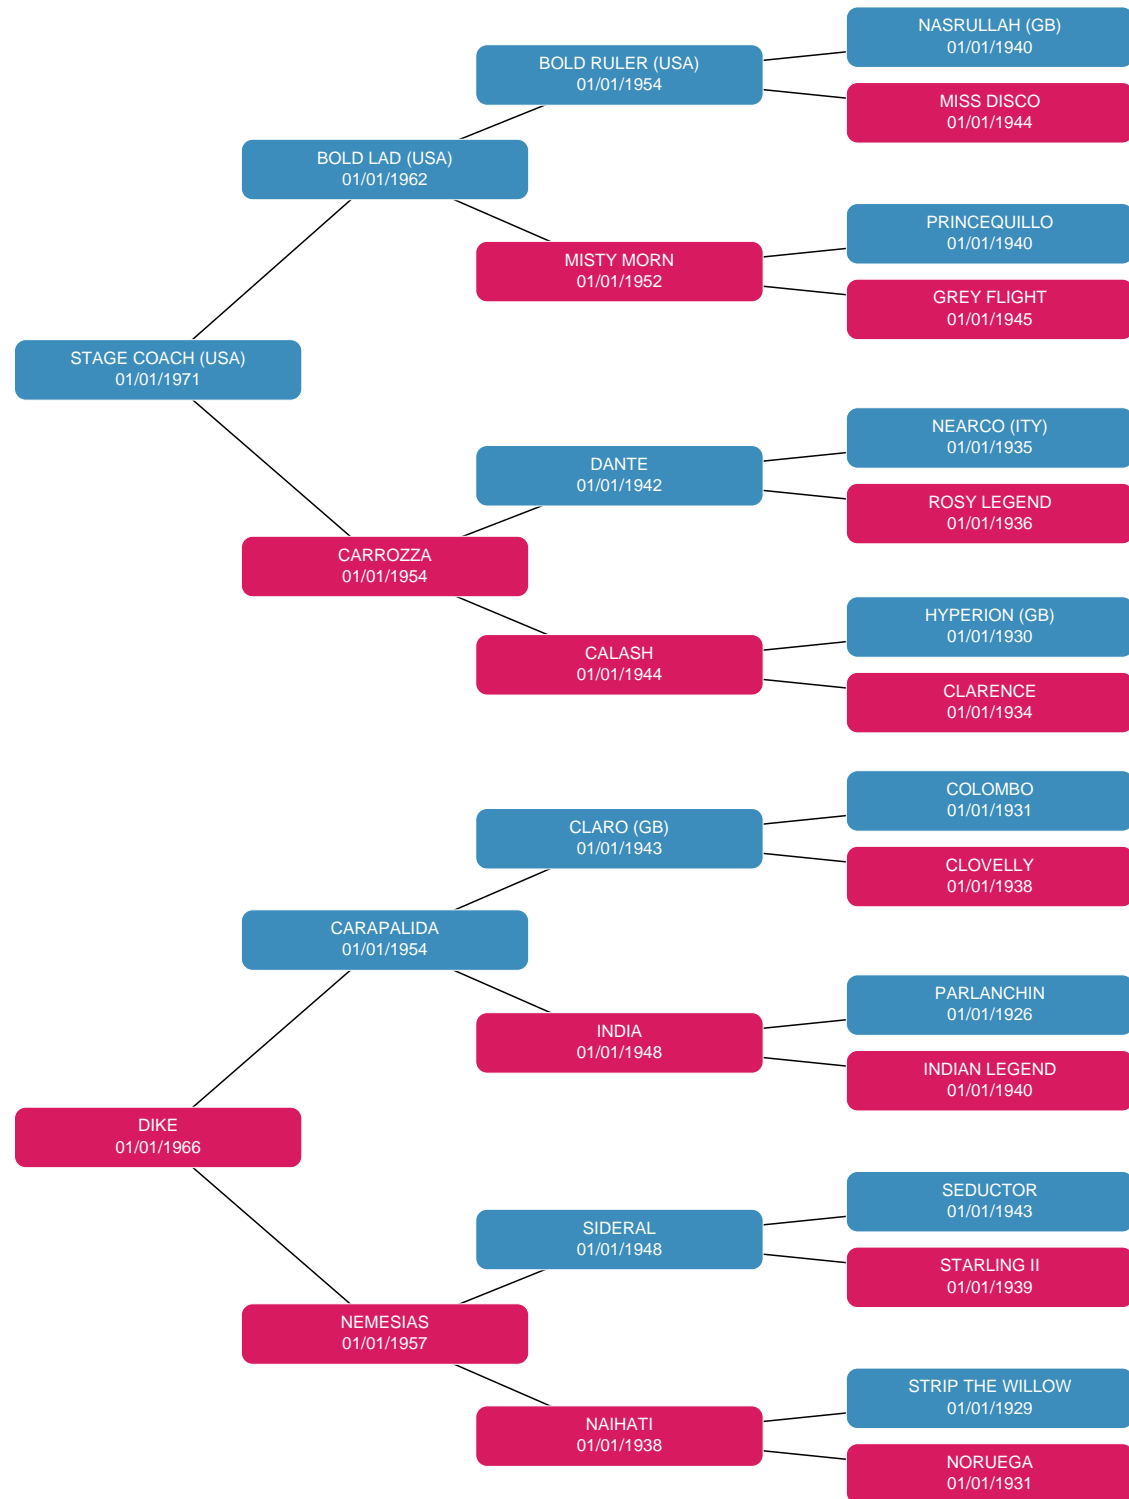 NASRULLAH (GB)
01/01/1940
BOLD RULER (USA)
01/01/1954
MISS DISCO
01/01/1944
BOLD LAD (USA)
01/01/1962
PRINCEQUILLO
01/01/1940
MISTY MORN
01/01/1952
GREY FLIGHT
01/01/1945
STAGE COACH (USA)
01/01/1971
NEARCO (ITY)
01/01/1935
DANTE
01/01/1942
ROSY LEGEND
01/01/1936
CARROZZA
01/01/1954
HYPERION (GB)
01/01/1930
CALASH
01/01/1944
CLARENCE
01/01/1934
COLOMBO
01/01/1931
CLARO (GB)
01/01/1943
CLOVELLY
01/01/1938
CARAPALIDA
01/01/1954
PARLANCHIN
01/01/1926
INDIA
01/01/1948
INDIAN LEGEND
01/01/1940
DIKE
01/01/1966
SEDUCTOR
01/01/1943
SIDERAL
01/01/1948
STARLING II
01/01/1939
NEMESIAS
01/01/1957
STRIP THE WILLOW
01/01/1929
NAIHATI
01/01/1938
NORUEGA
01/01/1931